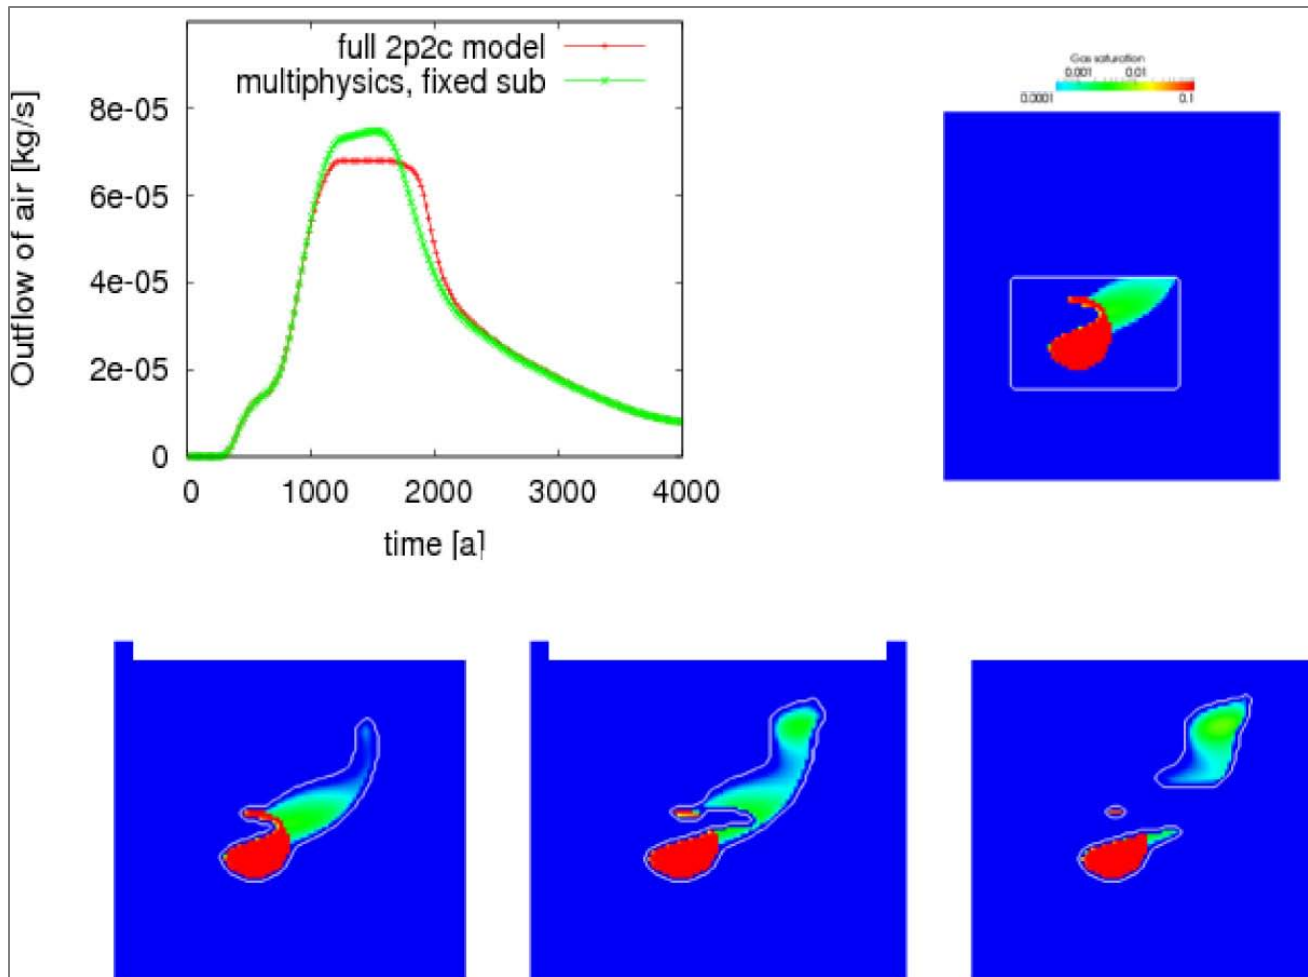 full 2p2c model
multiphysics, fixed sub
8e-05
6e-05
4e-05
2e-05
0
Outflow of air [kg/s]
0 1000 2000 3000 4000
time [a]
Gas saturation
0.001 0.01
0.0001 0.1